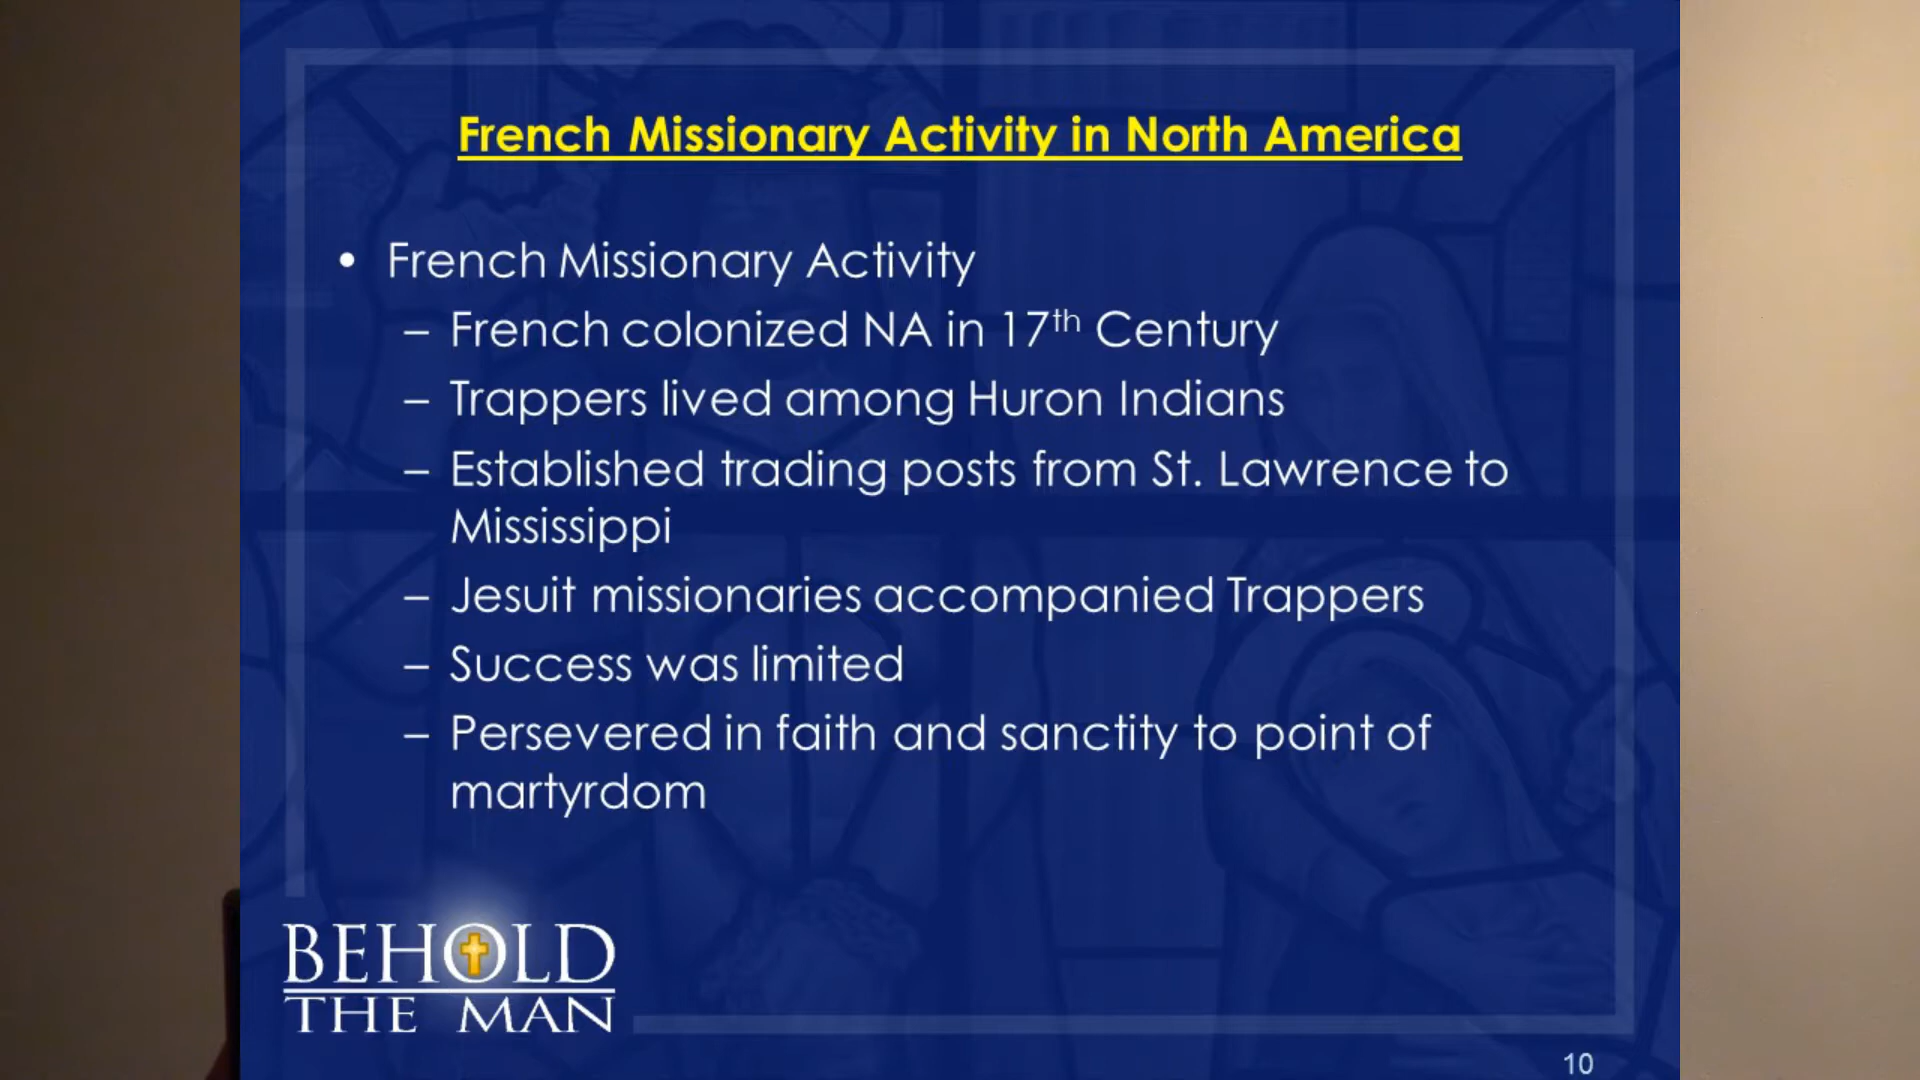 French Missionary Activity in North America
• French Missionary Activity
– French colonized NA in 17th Century
– Trappers lived among Huron Indians
– Established trading posts from St. Lawrence to
Mississippi
– Jesuit missionaries accompanied Trappers
– Success was limited
– Persevered in faith and sanctity to point of
martyrdom
BEHOLD
THE MAN
10